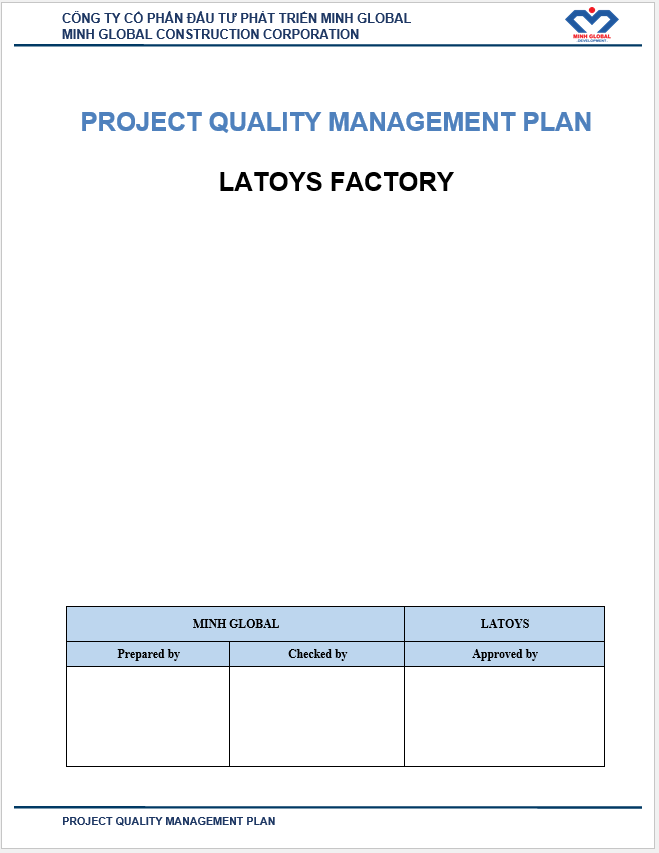 CÔNG TY CỔ PHẦN ĐẦU TƯ PHÁT TRIỂN MINH GLOBAL
MINH GLOBAL CONSTRUCTION CORPORATION
MINH GLOBAL
DEVELOPMENT
PROJECT QUALITY MANAGEMENT PLAN
LATOYS FACTORY
MINH GLOBAL LATOYS
Prepared by Checked by Approved by
PROJECT QUALITY MANAGEMENT PLAN